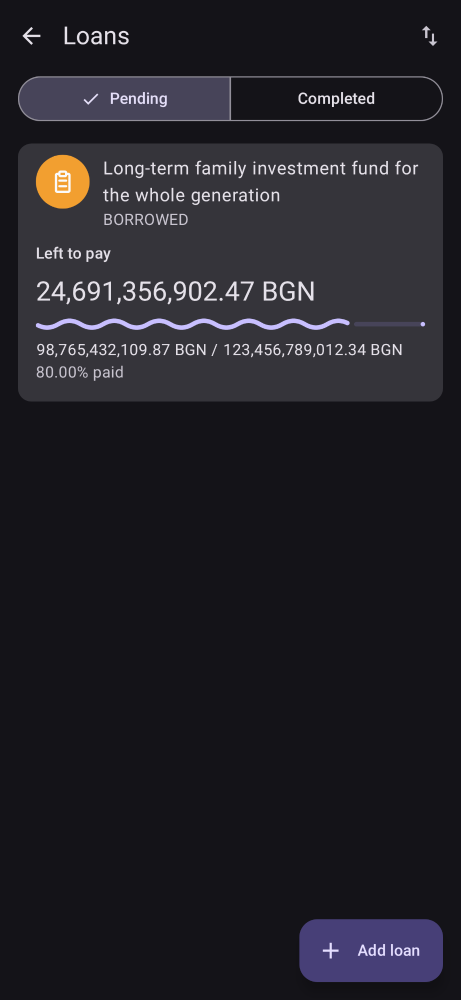 Loans
Pending
Completed
Long-term family investment fund for
the whole generation
BORROWED
Left to pay
24,691,356,902.47 BGN
98,765,432,109.87 BGN / 123,456,789,012.34 BGN
80.00% paid
Add loan